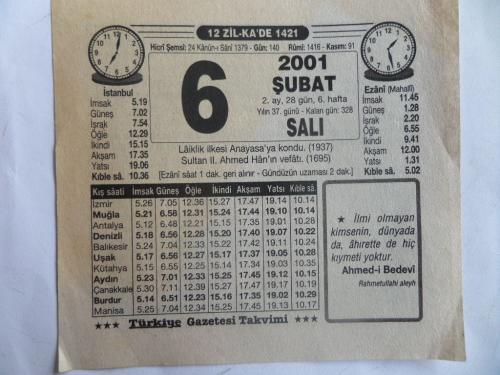 12 ZİL-KA'DE 1421
Hicrî Şemsî: 24 Kânûn-ı Sânî 1379 - Gün: 140 Rûmî: 1416 - Kasım: 91
İstanbul
İmsak 5.19
Güneş 7.02
İşrak 7.54
Öğle 12.29
İkindi 15.15
Akşam 17.35
Yatsı 19.06
Kıble sâ. 10.36
6
2001
ŞUBAT
2. ay, 28 gün, 6. hafta
Yılın 37. günü - Kalan gün: 328
SALI
Ezânî (Mahallî)
İmsak 11.45
Güneş 1.28
İşrak 2.20
Öğle 6.55
İkindi 9.41
Akşam 12.00
Yatsı 1.31
Kıble sâ. 5.02
Lâiklik ilkesi Anayasa'ya kondu. (1937)
Sultan II. Ahmed Hân'ın vefâtı. (1695)
[Ezânî sâat 1 dak. geri alınır - Gündüzün uzaması 2 dak.]
Kış sâati İmsak Güneş Öğle İkindi Akşam Yatsı Kıble sâ.
İzmir 5.26 7.05 12.36 15.27 17.47 19.14 10.14
Muğla 5.21 6.58 12.31 15.24 17.44 19.10 10.14
Antalya 5.12 6.48 12.21 15.15 17.35 19.01 10.28
Denizli 5.18 6.56 12.28 15.20 17.40 19.07 10.22
Balıkesir 5.24 7.04 12.33 15.22 17.42 19.11 10.24
Uşak 5.17 6.56 12.27 15.17 17.37 19.05 10.28
Kütahya 5.15 6.55 12.25 15.14 17.34 19.03 10.35
Aydın 5.23 7.01 12.33 15.25 17.45 19.12 10.15
Çanakkale 5.30 7.11 12.39 15.27 17.47 19.17 10.15
Burdur 5.14 6.51 12.23 15.16 17.35 19.02 10.29
Manisa 5.25 7.04 12.34 15.25 17.45 19.13 10.17
★ İlmi olmayan
kimsenin, dünyada
da, âhırette de hiç
kıymeti yoktur.
Ahmed-i Bedevî
Rahmetullahi aleyh
★★★ Türkiye Gazetesi Takvimi ★★★